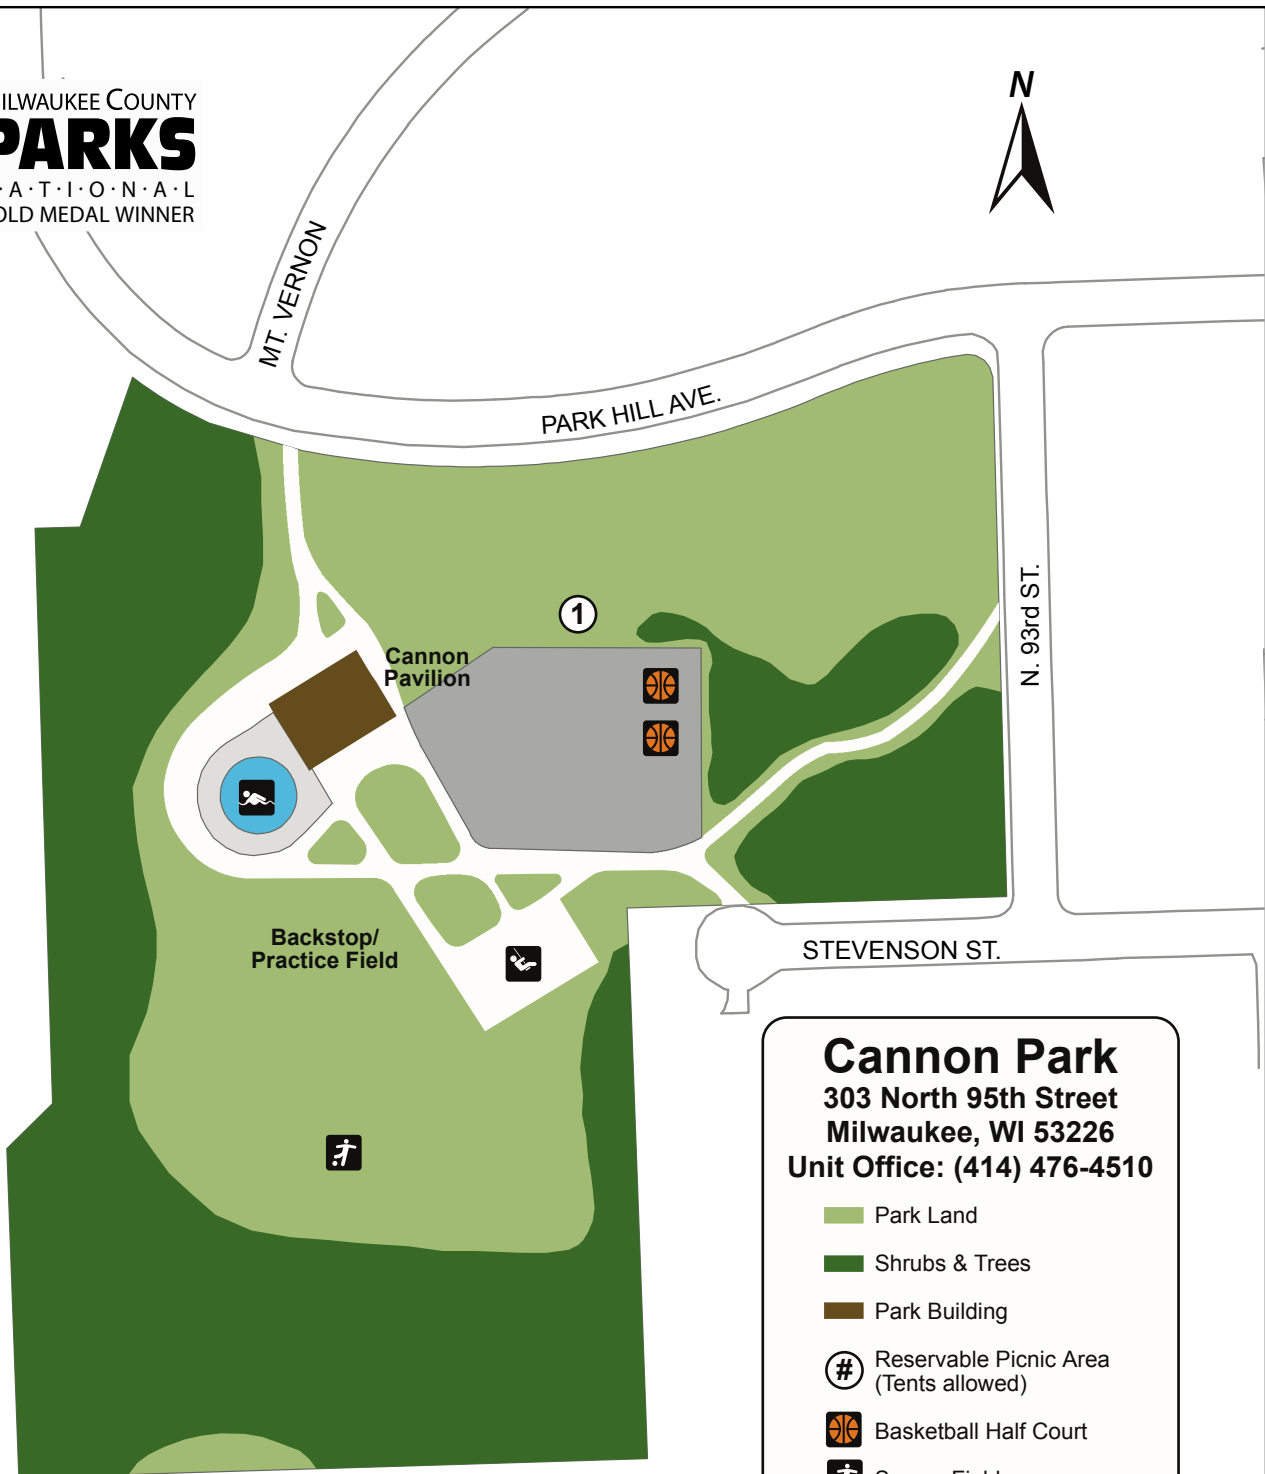 ILWAUKEE COUNTY
PARKS
·A·T·I·O·N·A·L
OLD MEDAL WINNER
N
MT. VERNON
PARK HILL AVE.
N. 93rd ST.
1
Cannon
Pavilion
Backstop/
Practice Field
STEVENSON ST.
Cannon Park
303 North 95th Street
Milwaukee, WI 53226
Unit Office: (414) 476-4510
Park Land
Shrubs & Trees
Park Building
# Reservable Picnic Area
(Tents allowed)
Basketball Half Court